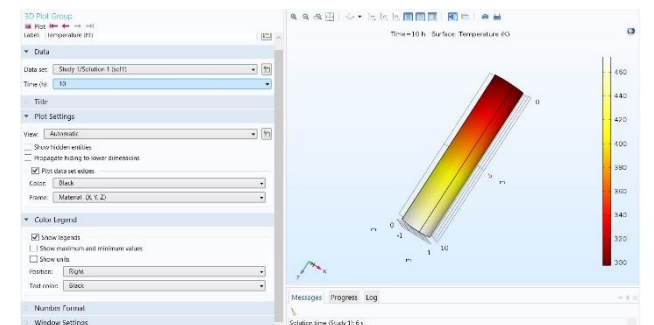 3D Plot Group
Plot
Label: Temperature (ht)
Data
Data set: Study 1/Solution 1 (sol1)
Time (h): 10
Title
Plot Settings
View: Automatic
Show hidden entities
Propagate hiding to lower dimensions
Plot data set edges
Color: Black
Frame: Material (X, Y, Z)
Color Legend
Show legends
Show maximum and minimum values
Show units
Position: Right
Text color: Black
Number Format
Window Settings
Time=10 h Surface: Temperature (K)
460
440
420
400
380
360
340
320
300
0
5
m
m
0
-1
m
1
10
y
x
Messages Progress Log
Solution time (Study 1): 6 s.